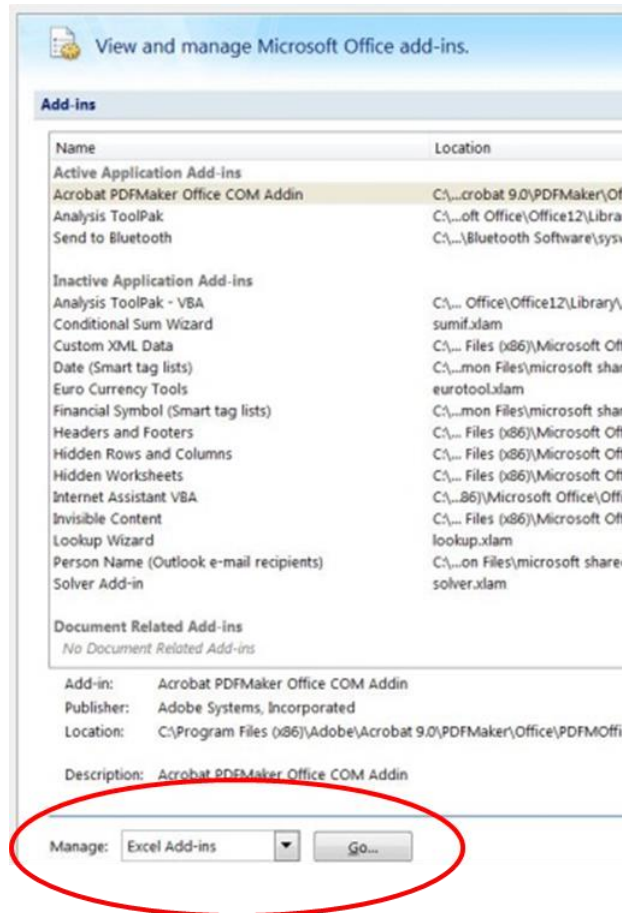 View and manage Microsoft Office add-ins.
Add-ins
Name Location
Active Application Add-ins
Acrobat PDFMaker Office COM Addin C:\...crobat 9.0\PDFMaker\Of
Analysis ToolPak C:\...oft Office\Office12\Libra
Send to Bluetooth C:\...\Bluetooth Software\sysv
Inactive Application Add-ins
Analysis ToolPak - VBA C:\... Office\Office12\Library\
Conditional Sum Wizard sumif.xlam
Custom XML Data C:\... Files (x86)\Microsoft Off
Date (Smart tag lists) C:\...mon Files\microsoft shar
Euro Currency Tools eurotool.xlam
Financial Symbol (Smart tag lists) C:\...mon Files\microsoft shar
Headers and Footers C:\... Files (x86)\Microsoft Off
Hidden Rows and Columns C:\... Files (x86)\Microsoft Off
Hidden Worksheets C:\... Files (x86)\Microsoft Off
Internet Assistant VBA C:\...86)\Microsoft Office\Offi
Invisible Content C:\... Files (x86)\Microsoft Off
Lookup Wizard lookup.xlam
Person Name (Outlook e-mail recipients) C:\...on Files\microsoft share
Solver Add-in solver.xlam
Document Related Add-ins
No Document Related Add-ins
Add-in: Acrobat PDFMaker Office COM Addin
Publisher: Adobe Systems, Incorporated
Location: C:\Program Files (x86)\Adobe\Acrobat 9.0\PDFMaker\Office\PDFMOffi
Description: Acrobat PDFMaker Office COM Addin
Manage: Excel Add-ins Go...